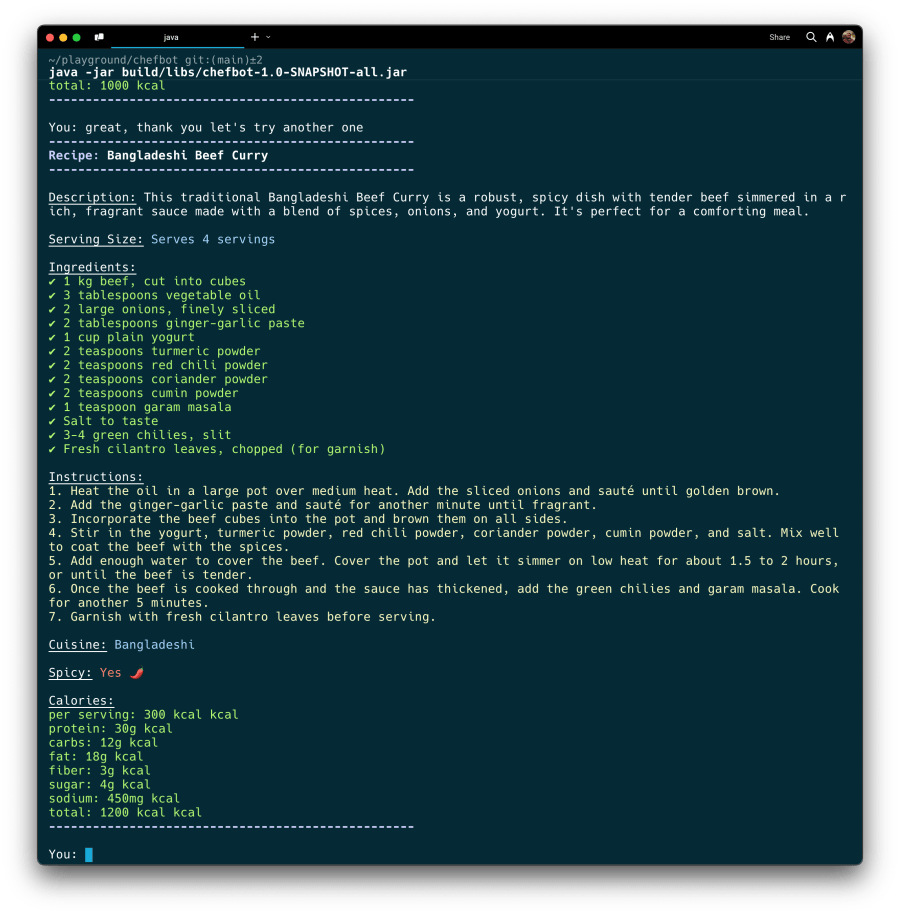 java
Share
~/playground/chefbot git:(main)±2
java -jar build/libs/chefbot-1.0-SNAPSHOT-all.jar
total: 1000 kcal
--------------------------------------------------
You: great, thank you let's try another one
--------------------------------------------------
Recipe: Bangladeshi Beef Curry
--------------------------------------------------
Description: This traditional Bangladeshi Beef Curry is a robust, spicy dish with tender beef simmered in a r
ich, fragrant sauce made with a blend of spices, onions, and yogurt. It's perfect for a comforting meal.
Serving Size: Serves 4 servings
Ingredients:
✔ 1 kg beef, cut into cubes
✔ 3 tablespoons vegetable oil
✔ 2 large onions, finely sliced
✔ 2 tablespoons ginger-garlic paste
✔ 1 cup plain yogurt
✔ 2 teaspoons turmeric powder
✔ 2 teaspoons red chili powder
✔ 2 teaspoons coriander powder
✔ 2 teaspoons cumin powder
✔ 1 teaspoon garam masala
✔ Salt to taste
✔ 3-4 green chilies, slit
✔ Fresh cilantro leaves, chopped (for garnish)
Instructions:
1. Heat the oil in a large pot over medium heat. Add the sliced onions and sauté until golden brown.
2. Add the ginger-garlic paste and sauté for another minute until fragrant.
3. Incorporate the beef cubes into the pot and brown them on all sides.
4. Stir in the yogurt, turmeric powder, red chili powder, coriander powder, cumin powder, and salt. Mix well
to coat the beef with the spices.
5. Add enough water to cover the beef. Cover the pot and let it simmer on low heat for about 1.5 to 2 hours,
or until the beef is tender.
6. Once the beef is cooked through and the sauce has thickened, add the green chilies and garam masala. Cook
for another 5 minutes.
7. Garnish with fresh cilantro leaves before serving.
Cuisine: Bangladeshi
Spicy: Yes 🌶️
Calories:
per serving: 300 kcal kcal
protein: 30g kcal
carbs: 12g kcal
fat: 18g kcal
fiber: 3g kcal
sugar: 4g kcal
sodium: 450mg kcal
total: 1200 kcal kcal
--------------------------------------------------
You: